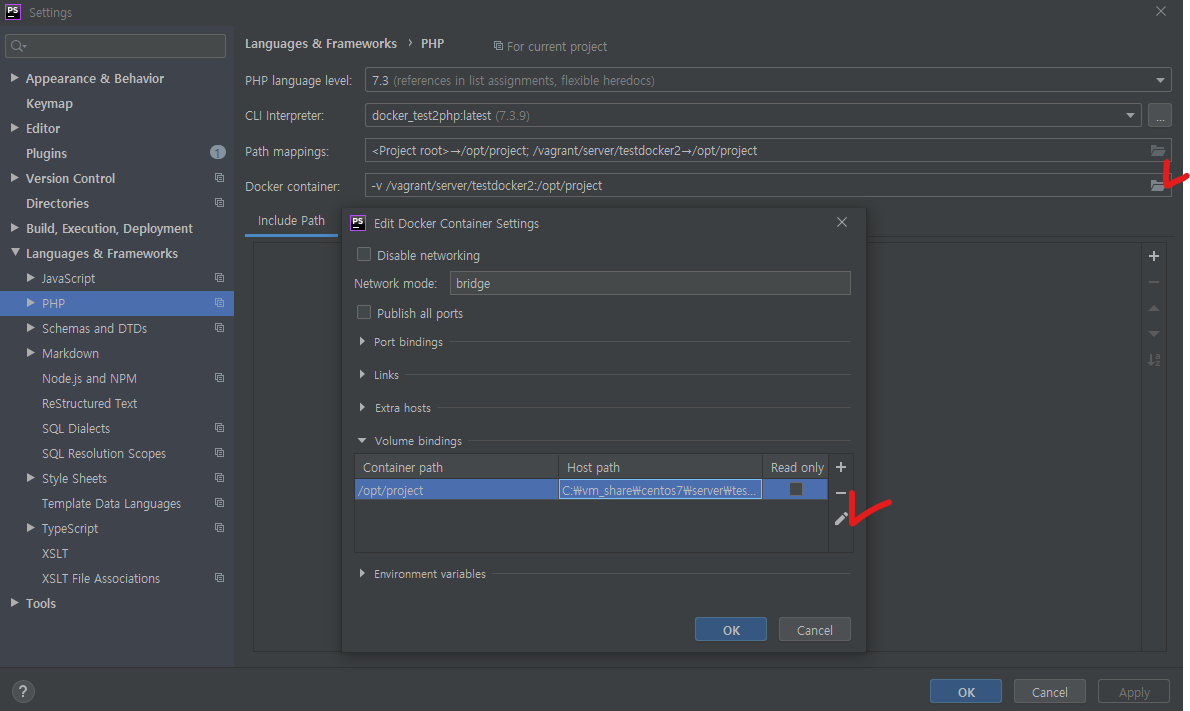 PS Settings
Languages & Frameworks › PHP For current project
Appearance & Behavior
Keymap
Editor
Plugins 1
Version Control
Directories
Build, Execution, Deployment
Languages & Frameworks
JavaScript
PHP
Schemas and DTDs
Markdown
Node.js and NPM
ReStructured Text
SQL Dialects
SQL Resolution Scopes
Style Sheets
Template Data Languages
TypeScript
XSLT
XSLT File Associations
Tools
PHP language level: 7.3 (references in list assignments, flexible heredocs)
CLI Interpreter: docker_test2php:latest (7.3.9) ...
Path mappings: <Project root>→/opt/project; /vagrant/server/testdocker2→/opt/project
Docker container: -v /vagrant/server/testdocker2:/opt/project
Include Path
PS Edit Docker Container Settings
Disable networking
Network mode: bridge
Publish all ports
Port bindings
Links
Extra hosts
Volume bindings
Container path Host path Read only
/opt/project C:₩vm_share₩centos7₩server₩tes...
Environment variables
OK Cancel
? OK Cancel Apply